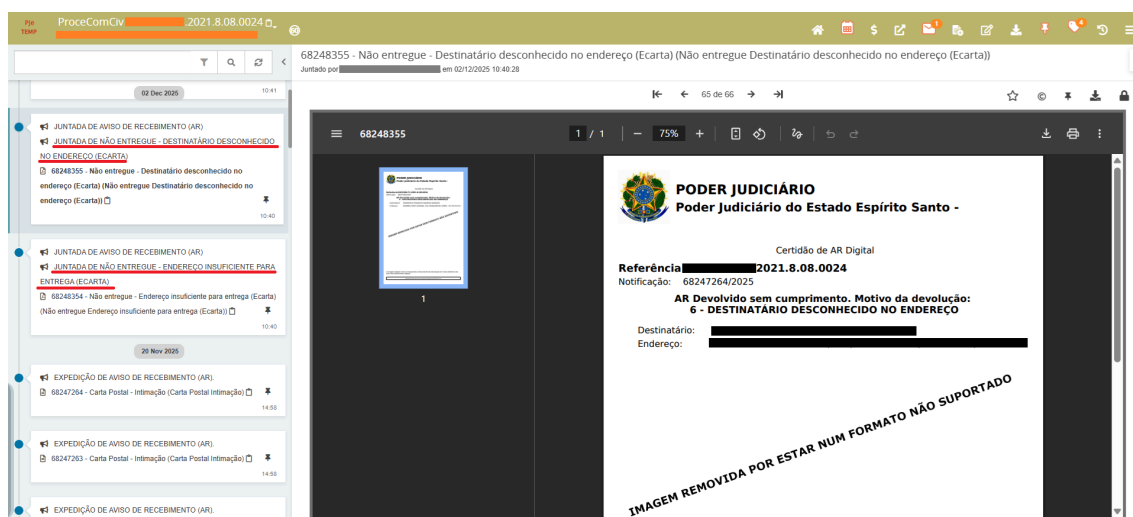 Pje
TEMP
ProceComCiv
.2021.8.08.0024
68248355 - Não entregue - Destinatário desconhecido no endereço (Ecarta) (Não entregue Destinatário desconhecido no endereço (Ecarta))
Juntado por
em 02/12/2025 10:40:28
02 Dec 2025
10:41
JUNTADA DE AVISO DE RECEBIMENTO (AR)
JUNTADA DE NÃO ENTREGUE - DESTINATÁRIO DESCONHECIDO
NO ENDEREÇO (ECARTA)
68248355 - Não entregue - Destinatário desconhecido no
endereço (Ecarta) (Não entregue Destinatário desconhecido no
endereço (Ecarta))
10:40
JUNTADA DE AVISO DE RECEBIMENTO (AR)
JUNTADA DE NÃO ENTREGUE - ENDEREÇO INSUFICIENTE PARA
ENTREGA (ECARTA)
68248354 - Não entregue - Endereço insuficiente para entrega (Ecarta)
(Não entregue Endereço insuficiente para entrega (Ecarta))
10:40
20 Nov 2025
EXPEDIÇÃO DE AVISO DE RECEBIMENTO (AR).
68247264 - Carta Postal - Intimação (Carta Postal Intimação)
14:58
EXPEDIÇÃO DE AVISO DE RECEBIMENTO (AR).
68247263 - Carta Postal - Intimação (Carta Postal Intimação)
14:58
EXPEDIÇÃO DE AVISO DE RECEBIMENTO (AR).
65 de 66
68248355
1 / 1
75%
1
PODER JUDICIÁRIO
Poder Judiciário do Estado Espírito Santo -
Certidão de AR Digital
Referência
2021.8.08.0024
Notificação: 68247264/2025
AR Devolvido sem cumprimento. Motivo da devolução:
6 - DESTINATÁRIO DESCONHECIDO NO ENDEREÇO
Destinatário:
Endereço:
IMAGEM REMOVIDA POR ESTAR NUM FORMATO NÃO SUPORTADO